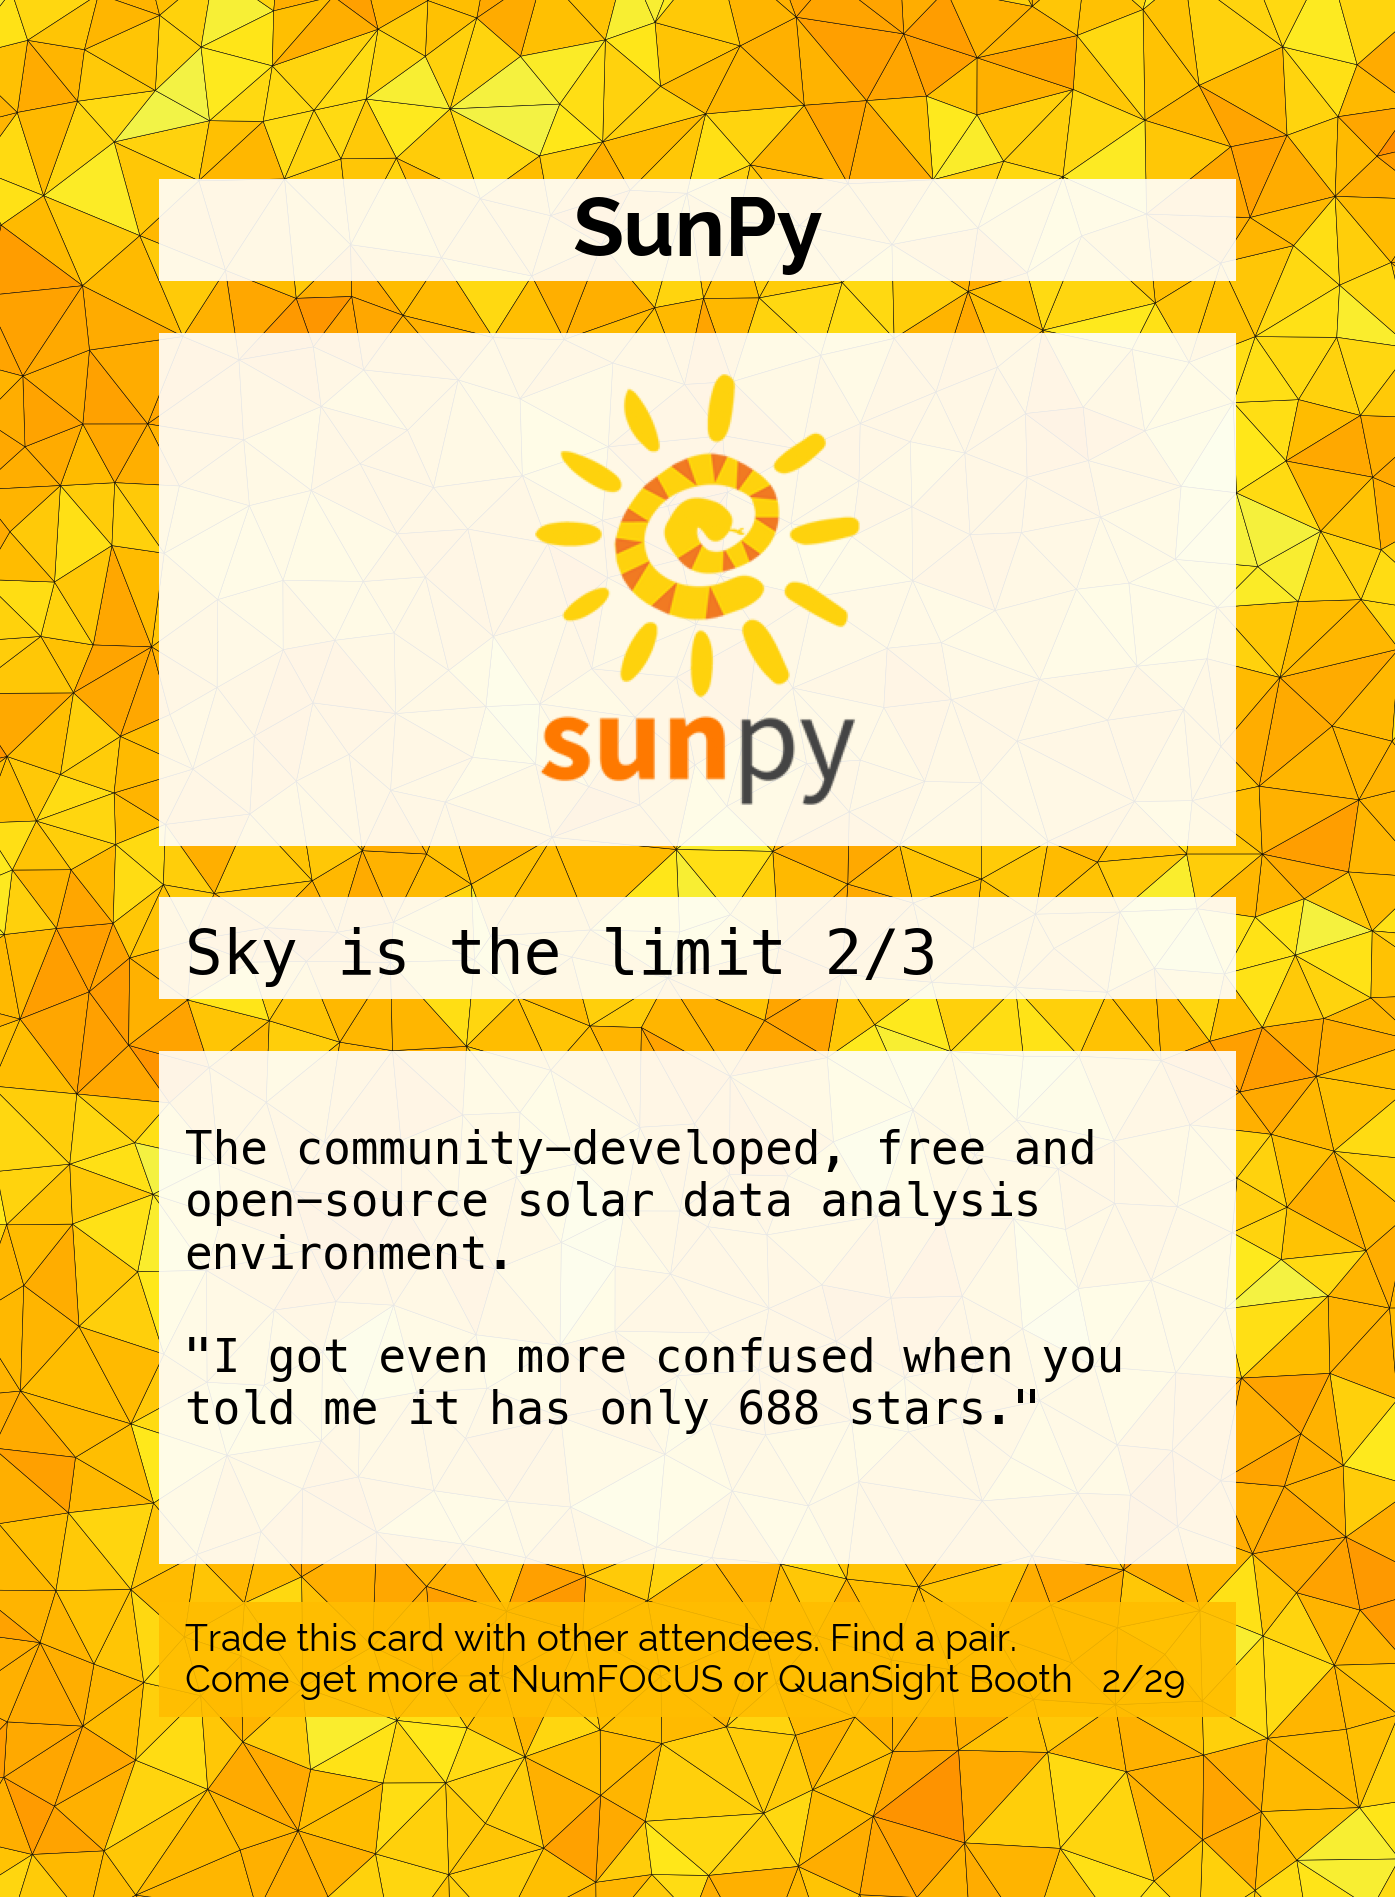 SunPy
sunpy
Sky is the limit 2/3
The community-developed, free and
open-source solar data analysis
environment.
"I got even more confused when you
told me it has only 688 stars."
Trade this card with other attendees. Find a pair.
Come get more at NumFOCUS or QuanSight Booth 2/29